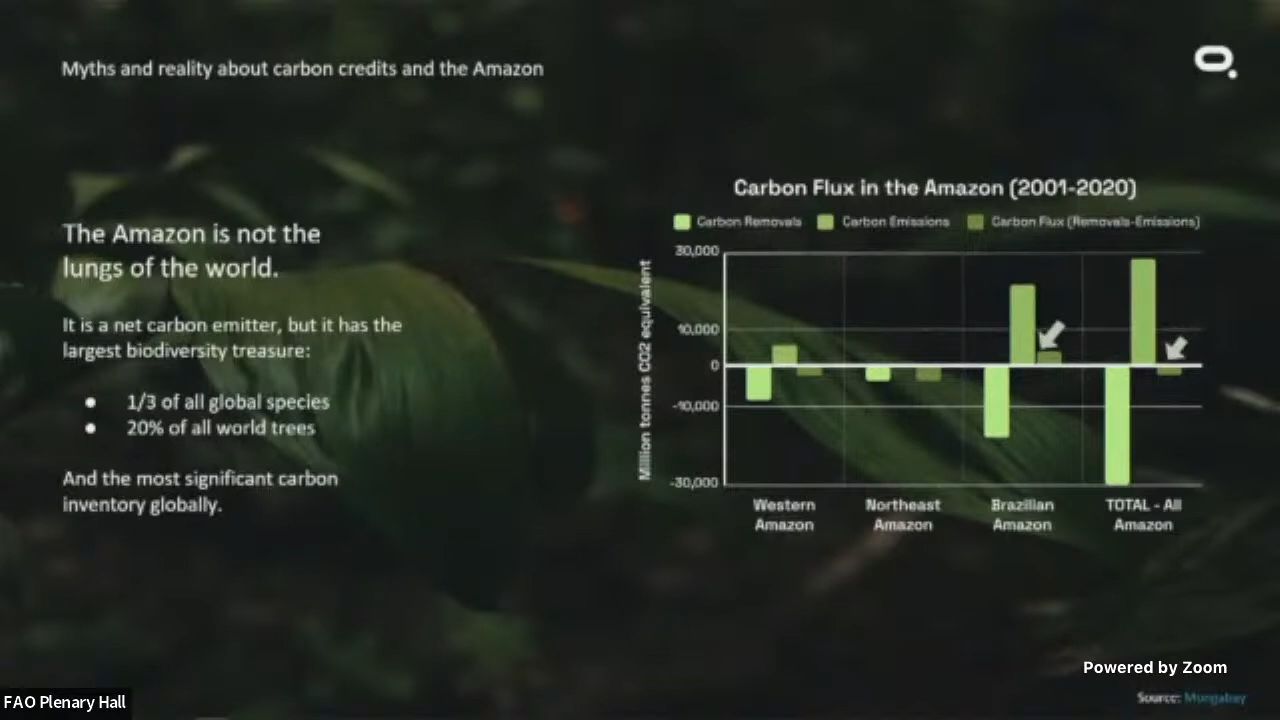 Myths and reality about carbon credits and the Amazon
The Amazon is not the
lungs of the world.
It is a net carbon emitter, but it has the
largest biodiversity treasure:
● 1/3 of all global species
● 20% of all world trees
And the most significant carbon
inventory globally.
Carbon Flux in the Amazon (2001-2020)
Carbon Removals Carbon Emissions Carbon Flux (Removals-Emissions)
Million tonnes CO2 equivalent
30,000
10,000
0
-10,000
-30,000
Western
Amazon
Northeast
Amazon
Brazilian
Amazon
TOTAL - All
Amazon
Powered by Zoom
Source: Mongabay
FAO Plenary Hall